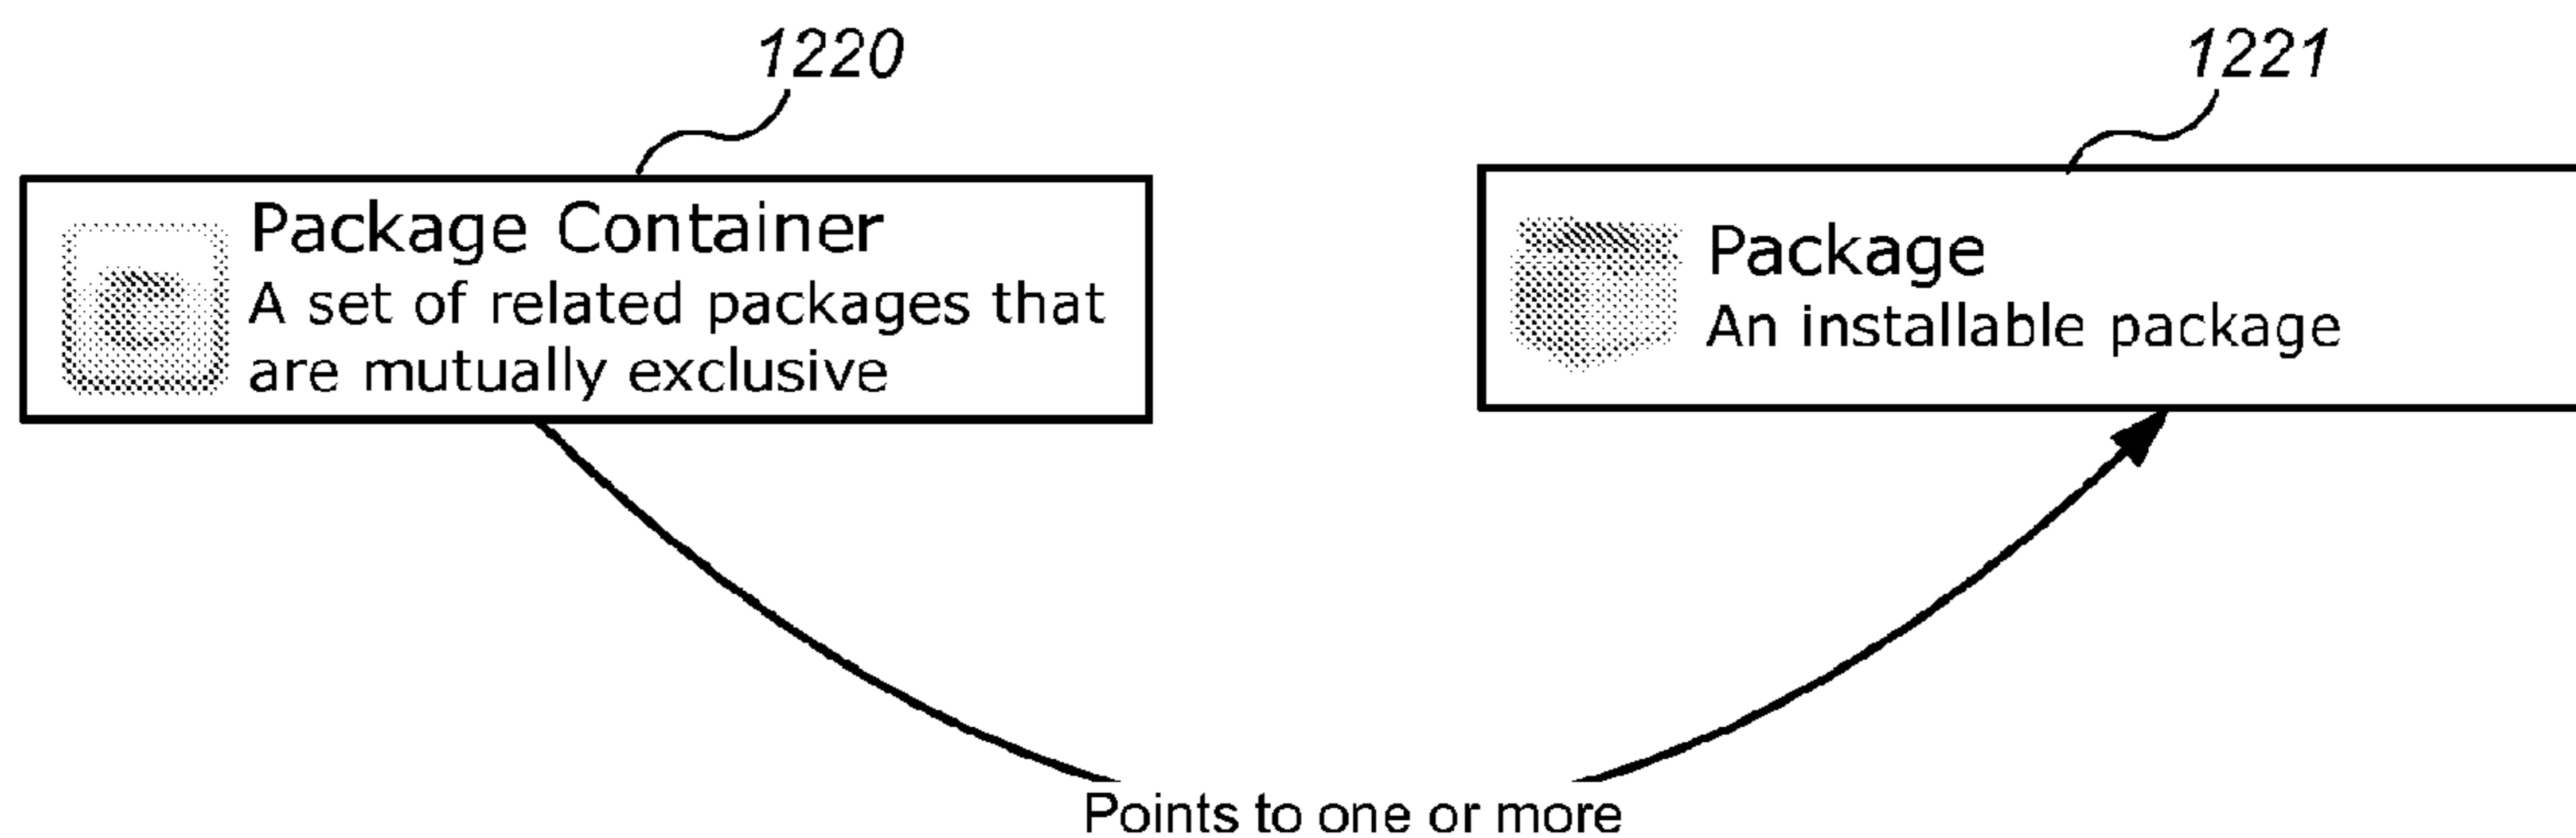 1220
1221
Package Container
A set of related packages that
are mutually exclusive
Package
An installable package
Points to one or more